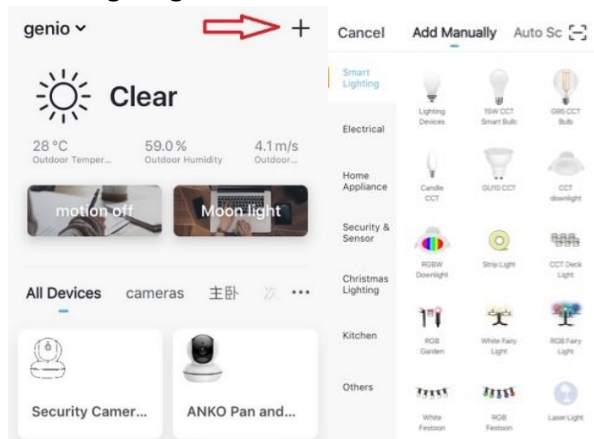 genio
Clear
28 °C
Outdoor Temper...
59.0 %
Outdoor Humidity
4.1 m/s
Outdoor...
motion off
Moon light
All Devices
cameras
主卧
...
Security Camer...
ANKO Pan and...
Cancel
Add Manually
Auto Sc
Smart
Lighting
Electrical
Home
Appliance
Security &
Sensor
Christmas
Lighting
Kitchen
Others
Lighting
Devices
15W CCT
Smart Bulb
G95 CCT
Bulb
Candle
CCT
GU10 CCT
CCT
downlight
RGBW
Downlight
Strip Light
CCT Deck
Light
RGB
Garden
White Fairy
Light
RGB Fairy
Light
White
Festoon
RGB
Festoon
Laser Light